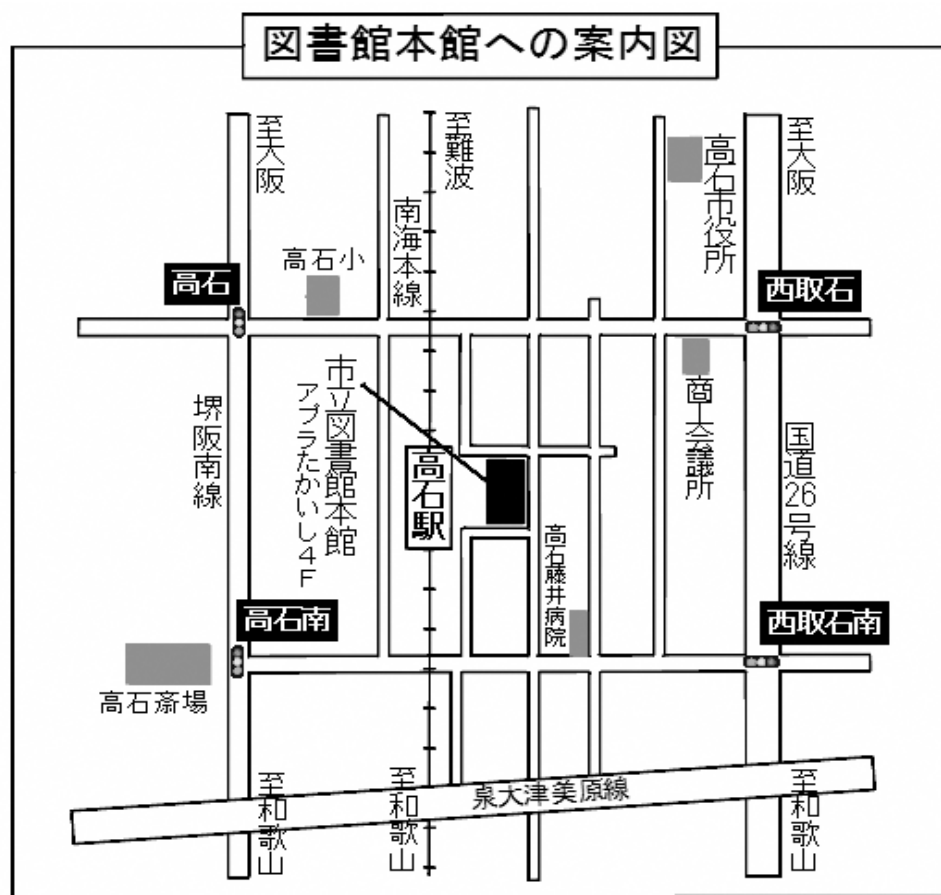 図書館本館への案内図
至大阪
至難波
至大阪
高石市役所
南海本線
高石小
高石
西取石
市立図書館本館
アプラたかいし4F
商工会議所
堺阪南線
国道26号線
高石駅
高石藤井病院
高石南
西取石南
高石斎場
泉大津美原線
至和歌山
至和歌山
至和歌山